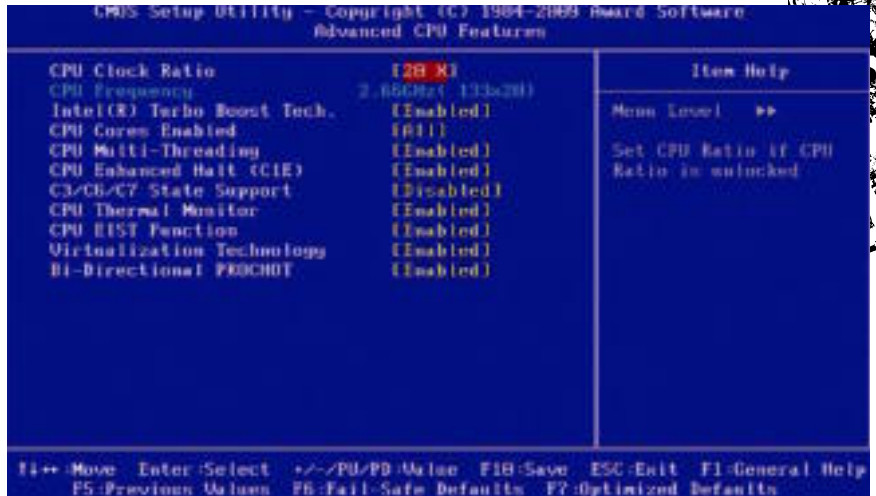 CMOS Setup Utility - Copyright (C) 1984-2009 Award Software
Advanced CPU Features
CPU Clock Ratio [20 X]
CPU Frequency 2.66GHz( 133x20)
Intel(R) Turbo Boost Tech. [Enabled]
CPU Cores Enabled [All]
CPU Multi-Threading [Enabled]
CPU Enhanced Halt (C1E) [Enabled]
C3/C6/C7 State Support [Disabled]
CPU Thermal Monitor [Enabled]
CPU EIST Function [Enabled]
Virtualization Technology [Enabled]
Bi-Directional PROCHOT [Enabled]
Item Help
Menu Level ▶▶
Set CPU Ratio if CPU
Ratio is unlocked
↑↓→←:Move Enter:Select +/-/PU/PD:Value F10:Save ESC:Exit F1:General Help
F5:Previous Values F6:Fail-Safe Defaults F7:Optimized Defaults